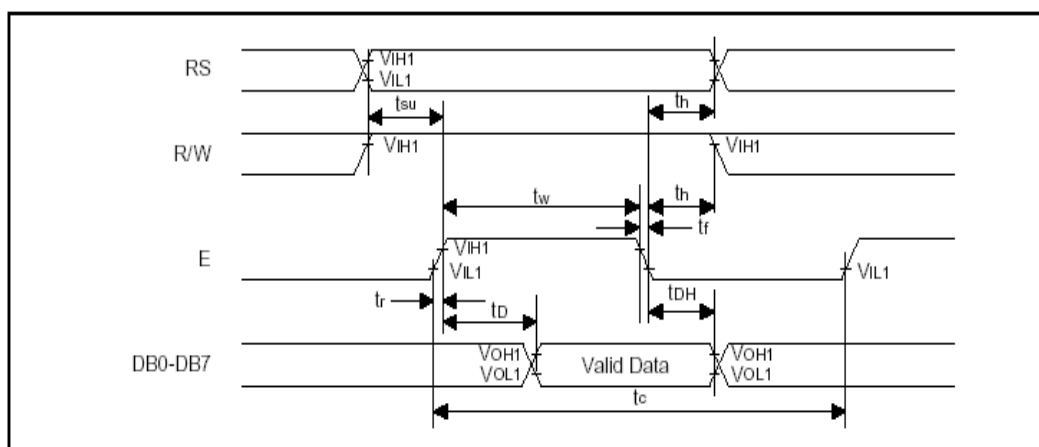 RS
VIH1
VIL1
tsu
th
R/W
VIH1
VIH1
tw
th
tf
E
VIH1
VIL1
VIL1
tr
tD
tDH
DB0-DB7
VOH1
VOL1
Valid Data
VOH1
VOL1
tc